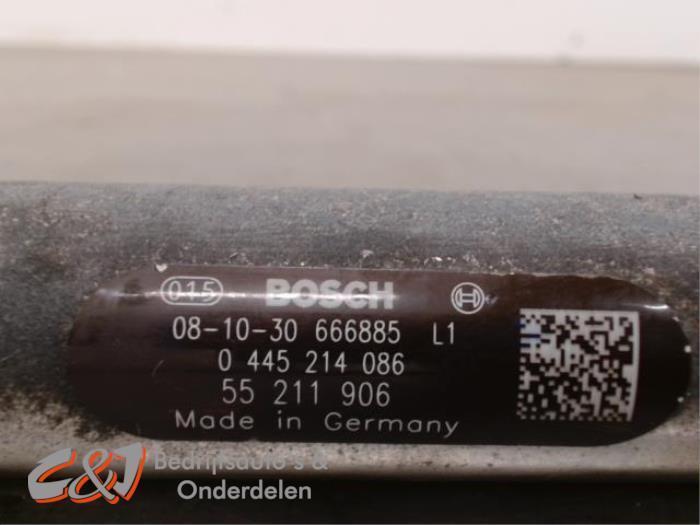 015 BOSCH
08-10-30 666885 L1
0 445 214 086
55 211 906
Made in Germany
C&J Bedrijfsauto's &
Onderdelen